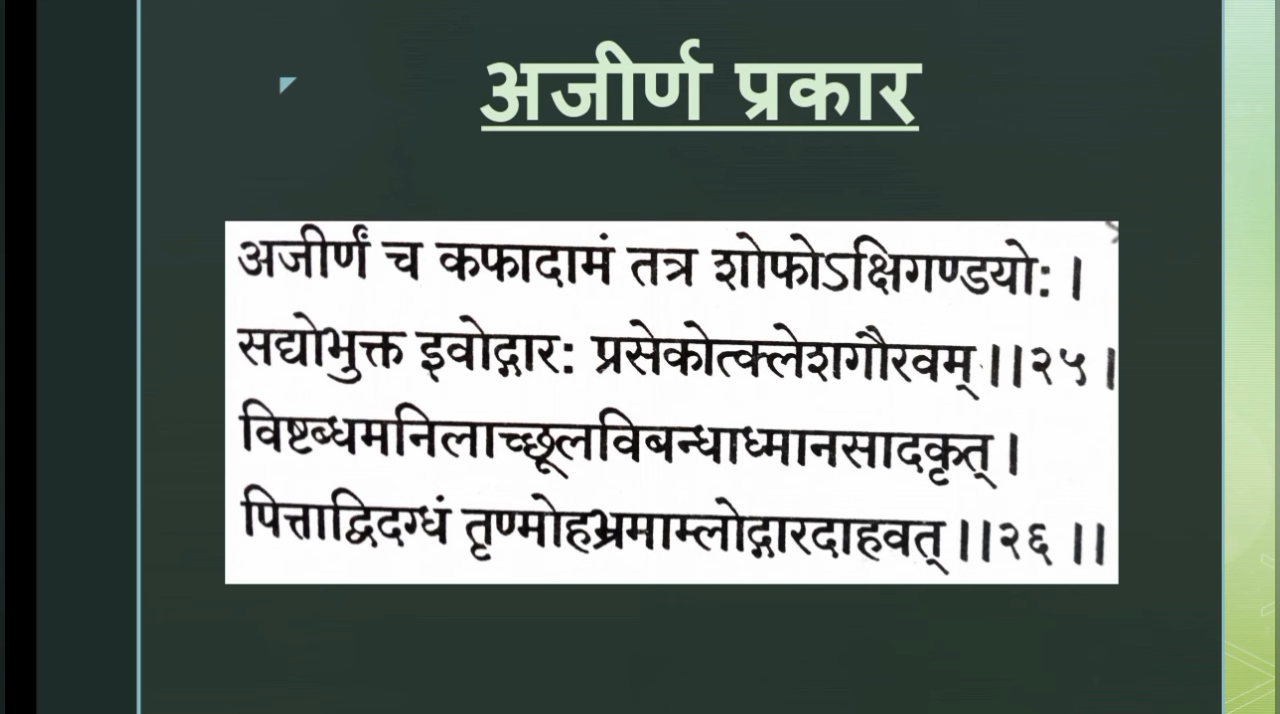 अजीर्ण प्रकार
अजीर्णं च कफादामं तत्र शोफोऽक्षिगण्डयोः ।
सद्योभुक्त इवोद्गारः प्रसेकोत्क्लेशगौरवम् ।।२५ ।
विष्टब्धमनिलाच्छूलविबन्धाध्मानसादकृत् ।
पित्ताद्विदग्धं तृण्मोहभ्रमाम्लोद्गारदाहवत् ।।२६ ।।